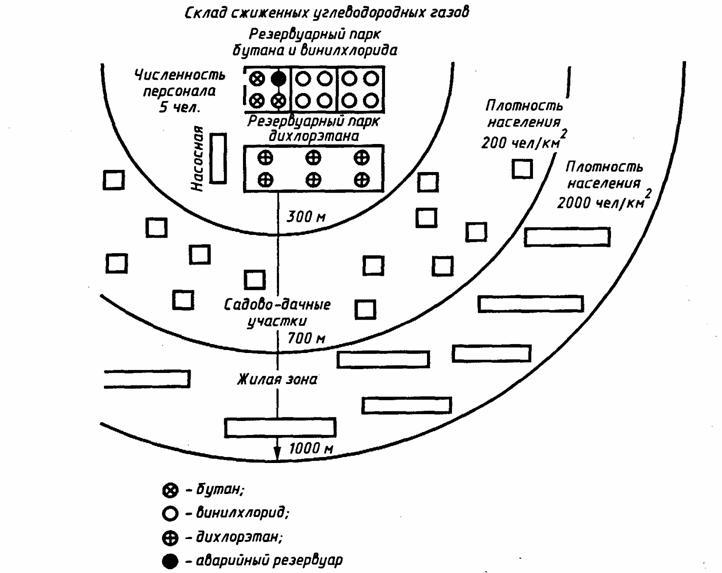 Склад сжиженных углеводородных газов
Резервуарный парк
бутана и винилхлорида
Численность
персонала
5 чел.
Насосная
Резервуарный парк
дихлорэтана
Плотность
населения
200 чел/км²
Плотность
населения
2000 чел/км²
300 м
Садово-дачные
участки
700 м
Жилая зона
1000 м
- бутан;
- винилхлорид;
- дихлорэтан;
- аварийный резервуар